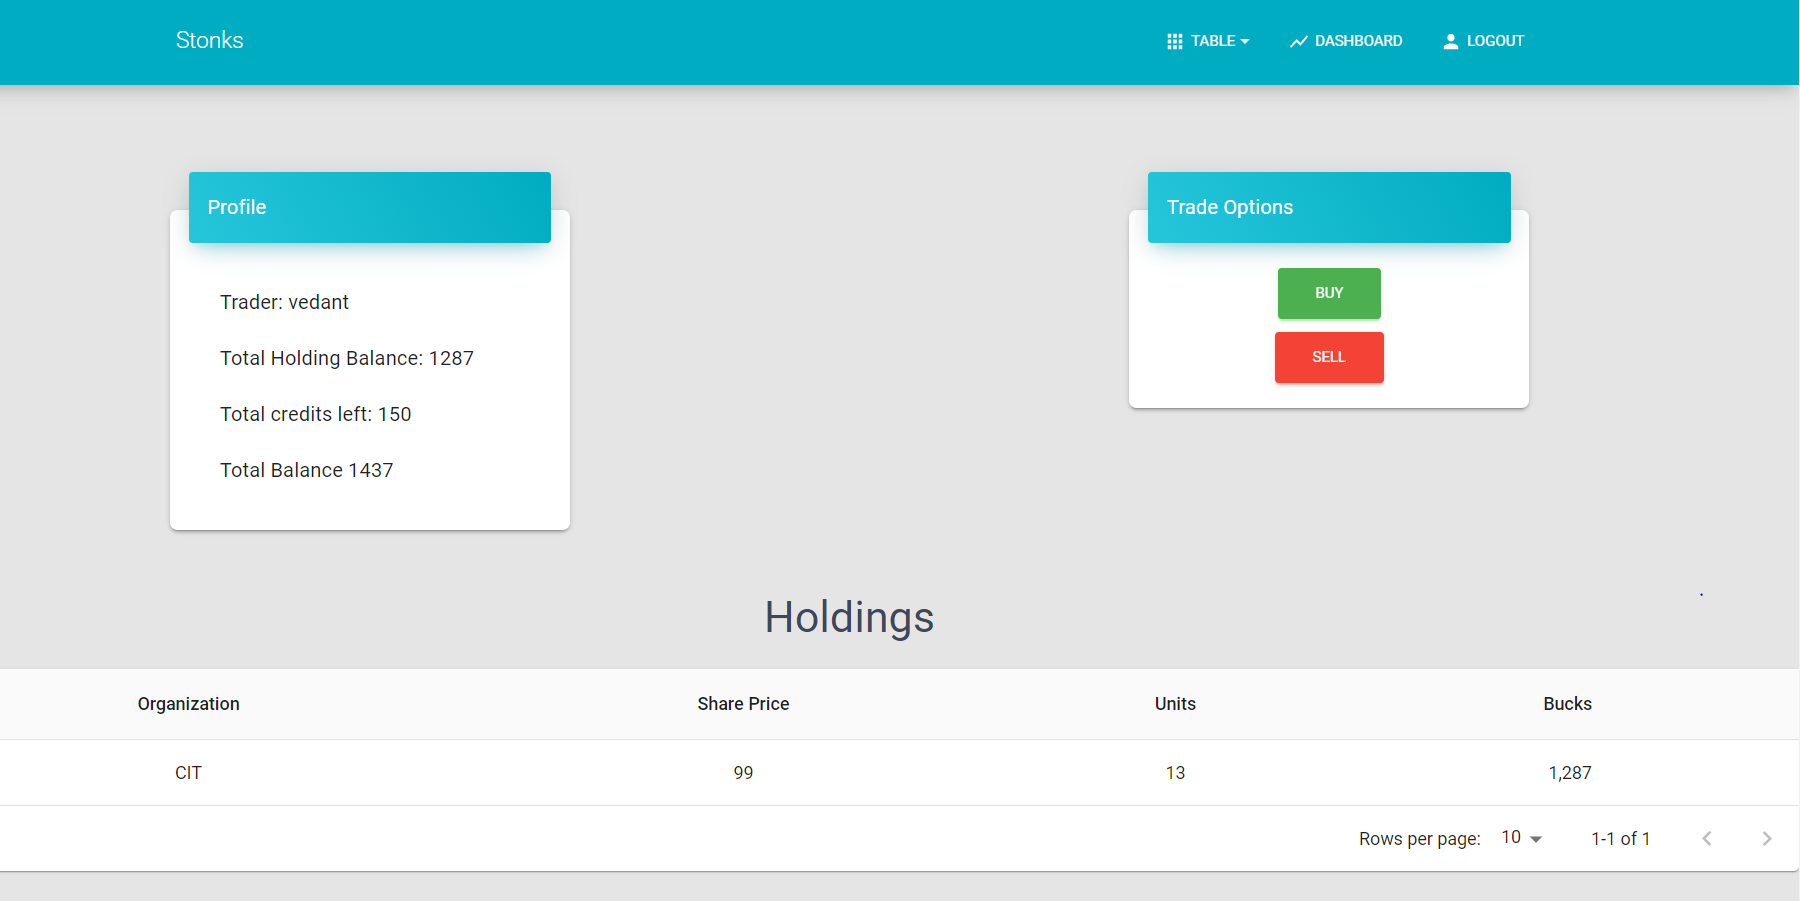 Stonks
TABLE
DASHBOARD
LOGOUT
Profile
Trader: vedant
Total Holding Balance: 1287
Total credits left: 150
Total Balance 1437
Trade Options
BUY
SELL
Holdings
Organization Share Price Units Bucks
CIT 99 13 1,287
Rows per page: 10 1-1 of 1